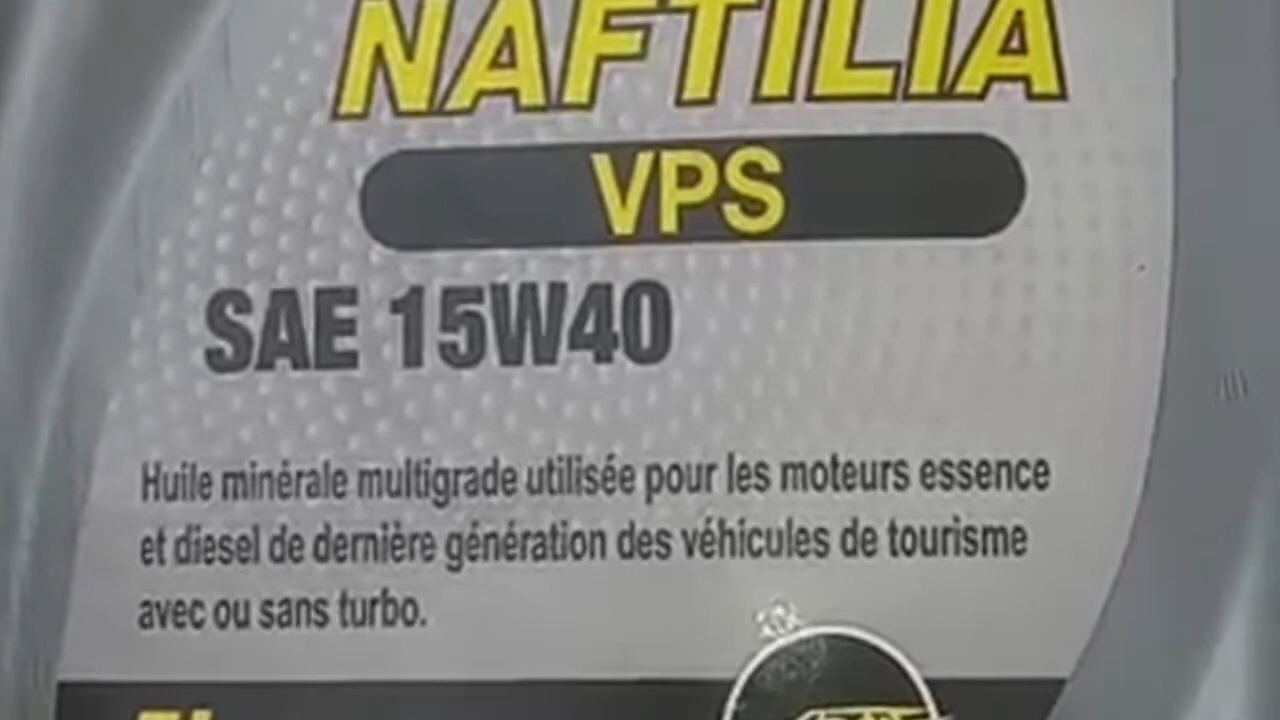 NAFTILIA
VPS
SAE 15W40
Huile minérale multigrade utilisée pour les moteurs essence
et diesel de dernière génération des véhicules de tourisme
avec ou sans turbo.